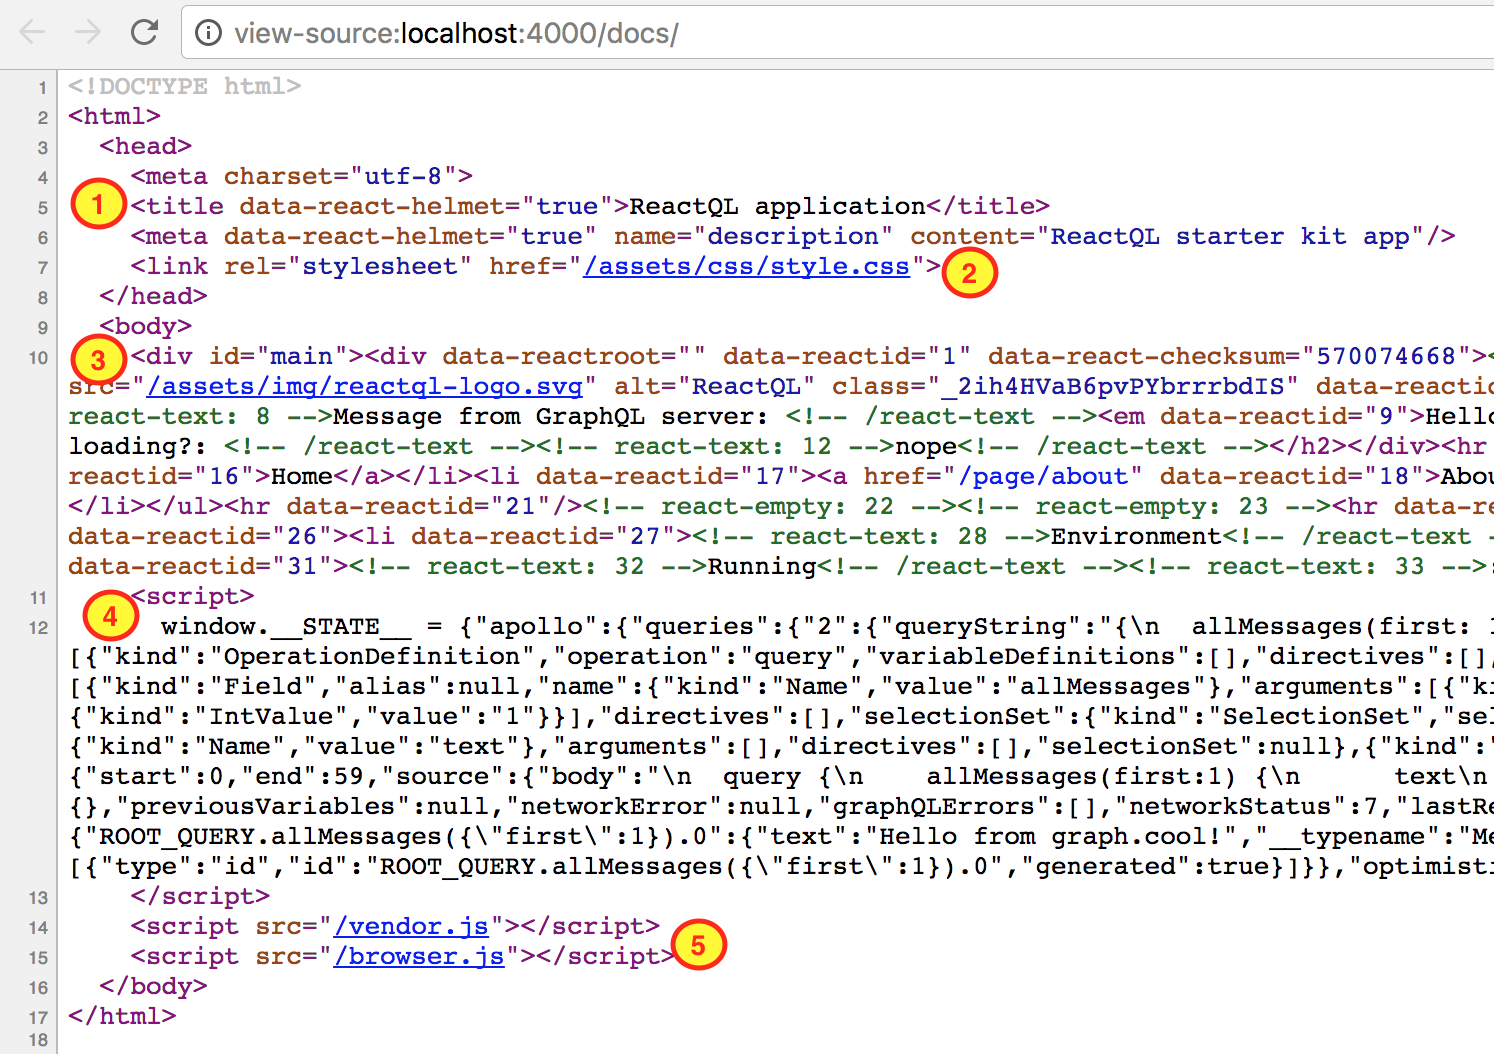 view-source:localhost:4000/docs/
1 <!DOCTYPE html>
2 <html>
3 <head>
4 <meta charset="utf-8">
5 1 <title data-react-helmet="true">ReactQL application</title>
6 <meta data-react-helmet="true" name="description" content="ReactQL starter kit app"/>
7 <link rel="stylesheet" href="/assets/css/style.css"> 2
8 </head>
9 <body>
10 3 <div id="main"><div data-reactroot="" data-reactid="1" data-react-checksum="570074668"><
src="/assets/img/reactql-logo.svg" alt="ReactQL" class="_2ih4HVaB6pvPYbrrrbdIS" data-reactid
react-text: 8 -->Message from GraphQL server: <!-- /react-text --><em data-reactid="9">Hello
loading?: <!-- /react-text --><!-- react-text: 12 -->nope<!-- /react-text --></h2></div><hr
reactid="16">Home</a></li><li data-reactid="17"><a href="/page/about" data-reactid="18">Abou
</li></ul><hr data-reactid="21"/><!-- react-empty: 22 --><!-- react-empty: 23 --><hr data-re
data-reactid="26"><li data-reactid="27"><!-- react-text: 28 -->Environment<!-- /react-text -
data-reactid="31"><!-- react-text: 32 -->Running<!-- /react-text --><!-- react-text: 33 -->:
11 <script>
12 4 window.__STATE__ = {"apollo":{"queries":{"2":{"queryString":"{\n  allMessages(first: 1
[{"kind":"OperationDefinition","operation":"query","variableDefinitions":[],"directives":[],
[{"kind":"Field","alias":null,"name":{"kind":"Name","value":"allMessages"},"arguments":[{"ki
{"kind":"IntValue","value":"1"}}],"directives":[],"selectionSet":{"kind":"SelectionSet","sel
{"kind":"Name","value":"text"},"arguments":[],"directives":[],"selectionSet":null},{"kind":"
{"start":0,"end":59,"source":{"body":"\n  query {\n    allMessages(first:1) {\n      text\n
{},"previousVariables":null,"networkError":null,"graphQLErrors":[],"networkStatus":7,"lastRe
{"ROOT_QUERY.allMessages({\"first\":1}).0":{"text":"Hello from graph.cool!","__typename":"Me
[{"type":"id","id":"ROOT_QUERY.allMessages({\"first\":1}).0","generated":true}]}},"optimisti
13 </script>
14 <script src="/vendor.js"></script>
15 <script src="/browser.js"></script> 5
16 </body>
17 </html>
18